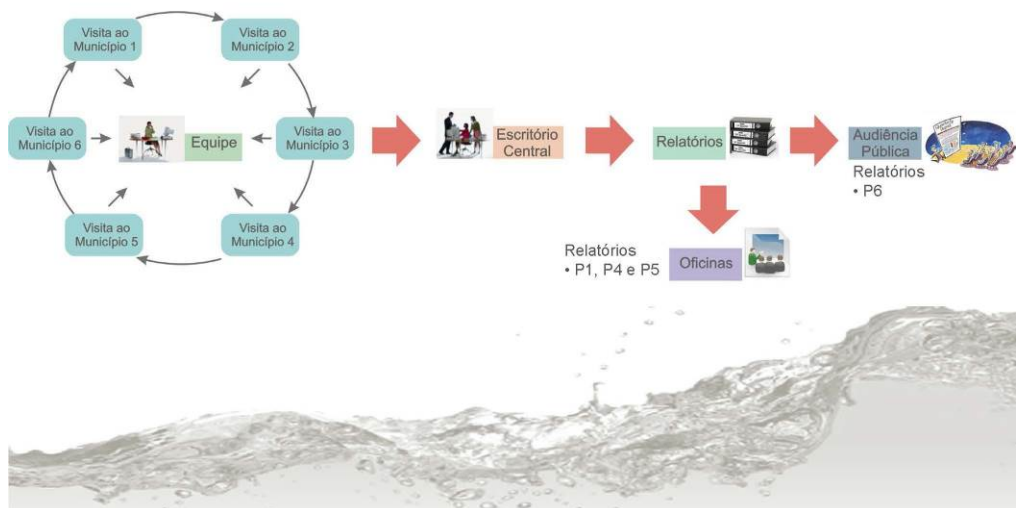 Visita ao
Município 1
Visita ao
Município 2
Visita ao
Município 6
Equipe
Visita ao
Município 3
Visita ao
Município 5
Visita ao
Município 4
Escritório
Central
Relatórios
Audiência
Pública
Relatórios
• P6
Relatórios
• P1, P4 e P5
Oficinas